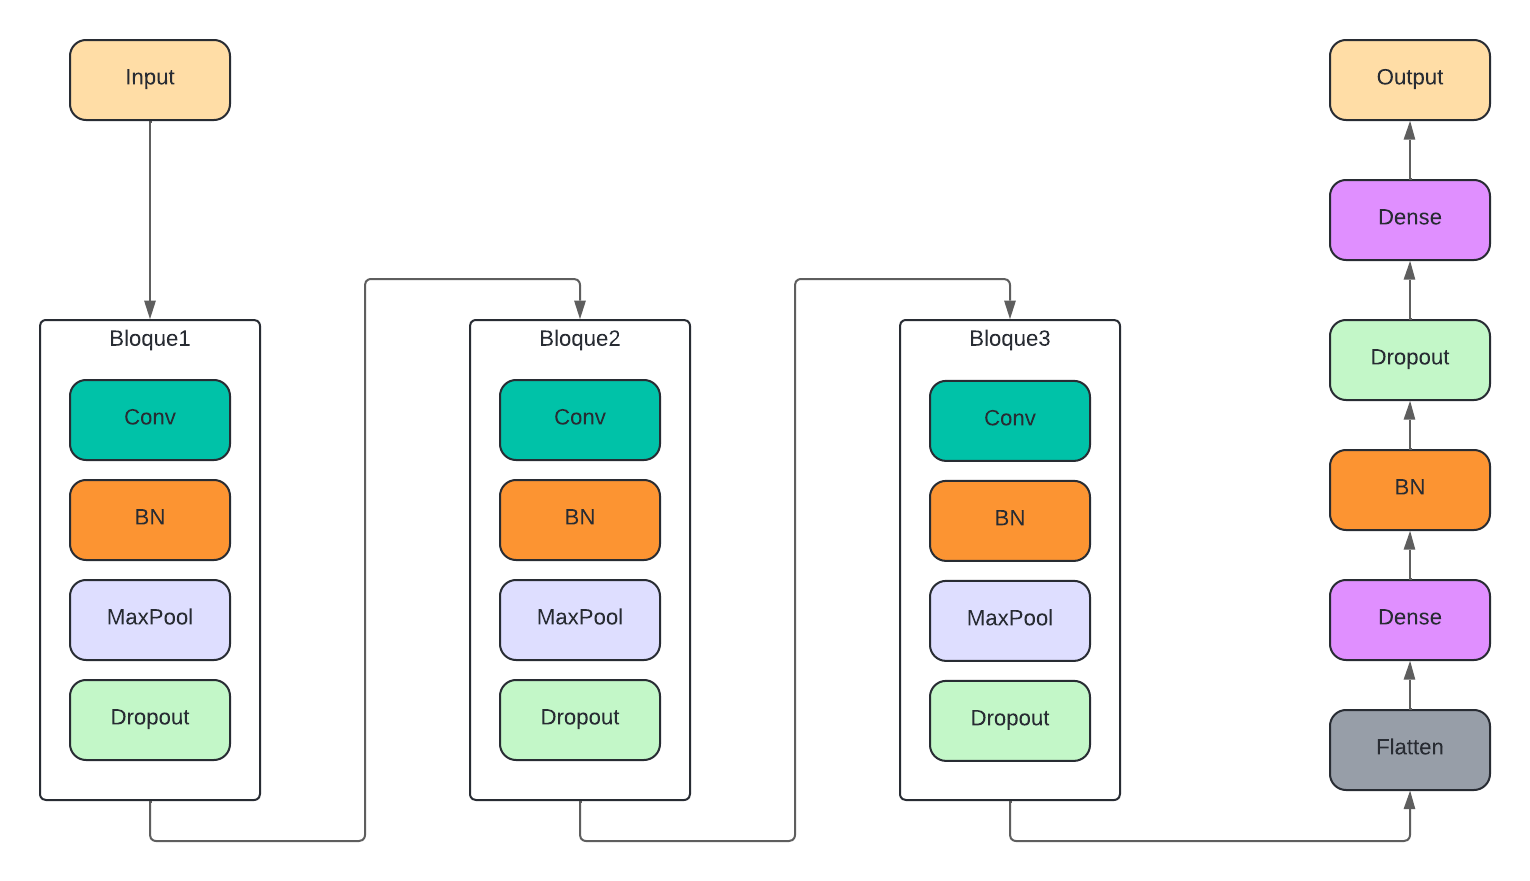 Input
Bloque1
Conv
BN
MaxPool
Dropout
Bloque2
Conv
BN
MaxPool
Dropout
Bloque3
Conv
BN
MaxPool
Dropout
Flatten
Dense
BN
Dropout
Dense
Output